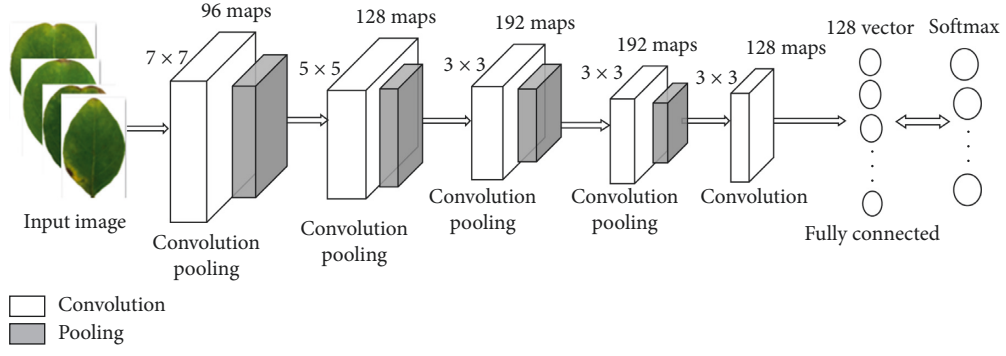 96 maps
128 maps
192 maps
192 maps
128 maps
128 vector
Softmax
7 × 7
5 × 5
3 × 3
3 × 3
3 × 3
Input image
Convolution
pooling
Convolution
pooling
Convolution
pooling
Convolution
pooling
Convolution
Fully connected
Convolution
Pooling